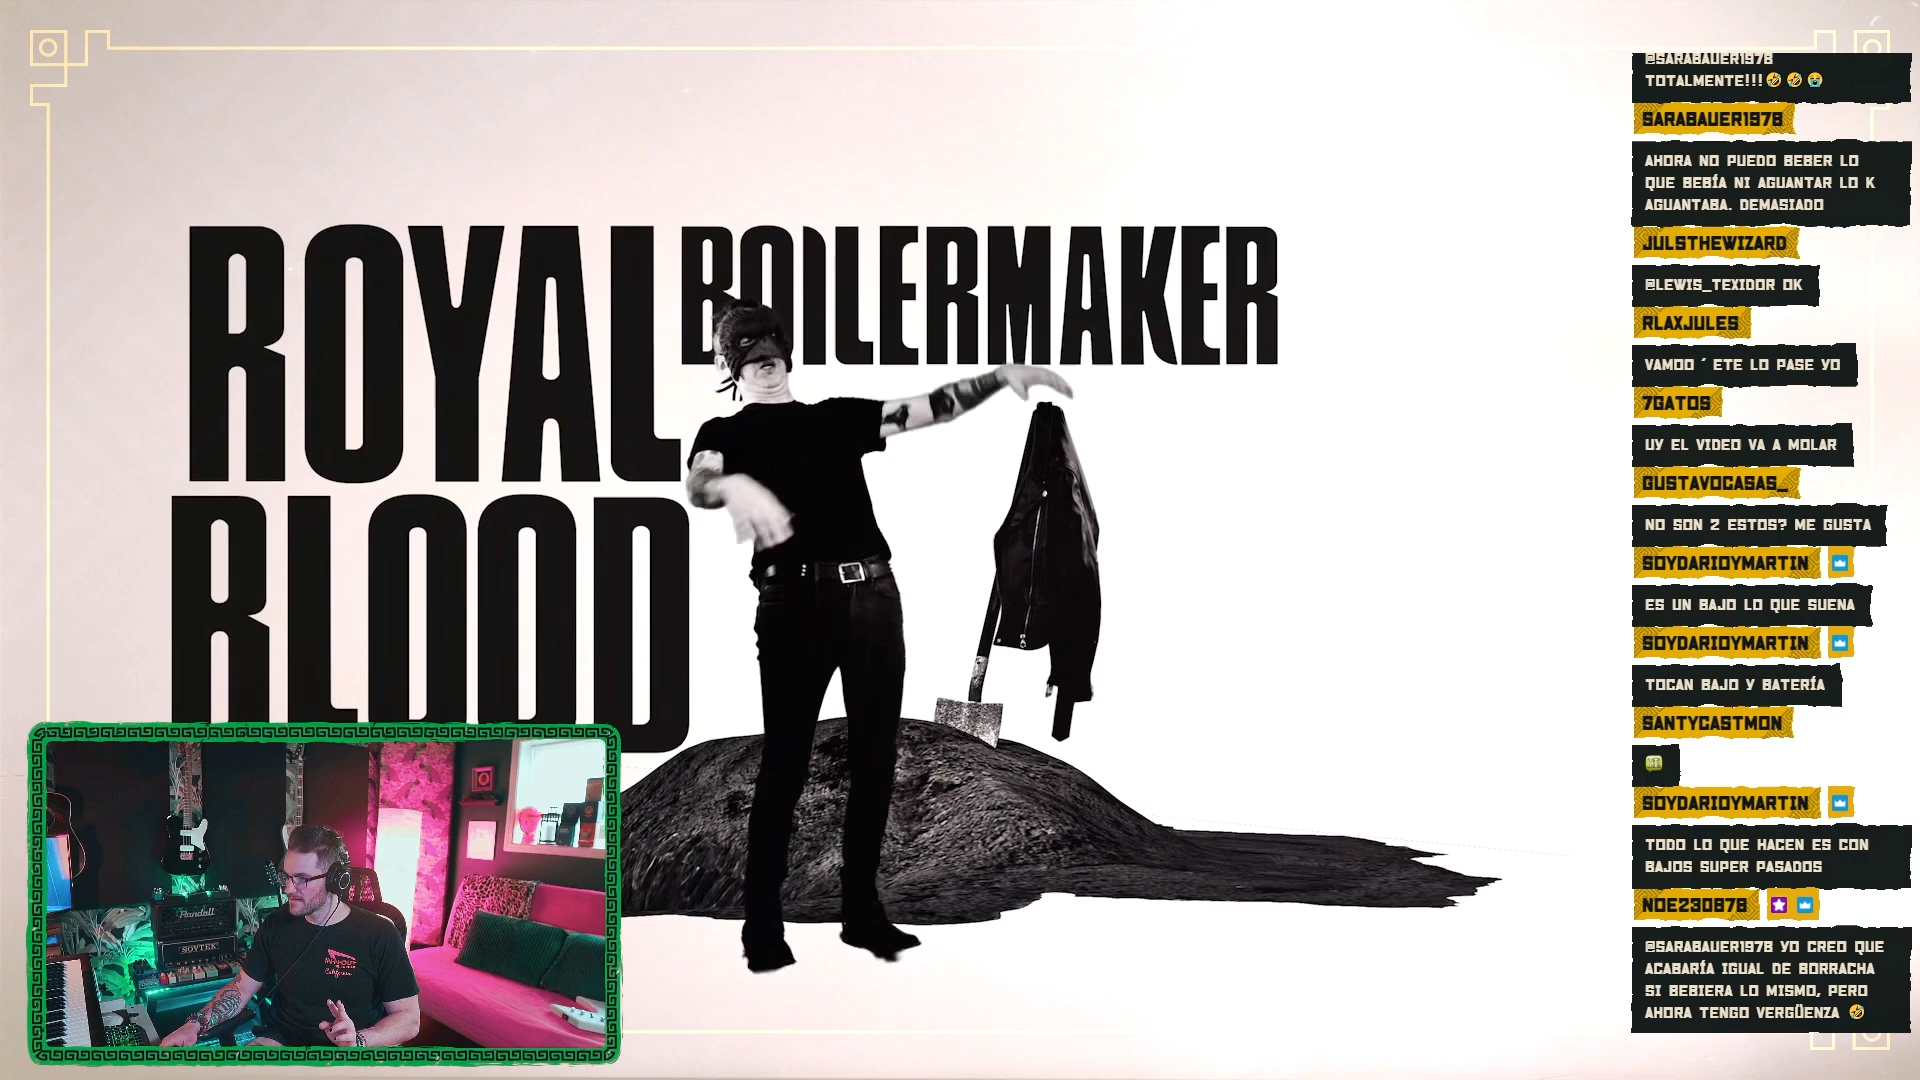 ROYAL BOILERMAKER
BLOOD
Randall
SOVTEK
IN-N-OUT
California
@SARABAUER1978
TOTALMENTE!!!🤣🤣😭
SARABAUER1978
AHORA NO PUEDO BEBER LO
QUE BEBÍA NI AGUANTAR LO K
AGUANTABA. DEMASIADO
JULSTHEWIZARD
@LEWIS_TEXIDOR OK
RLAXJULES
VAMOO ´ ETE LO PASE YO
7GATOS
UY EL VIDEO VA A MOLAR
GUSTAVOCASAS_
NO SON 2 ESTOS? ME GUSTA
SOYDARIOYMARTIN
ES UN BAJO LO QUE SUENA
SOYDARIOYMARTIN
TOCAN BAJO Y BATERÍA
SANTYCASTMON
SOYDARIOYMARTIN
TODO LO QUE HACEN ES CON
BAJOS SUPER PASADOS
NOE230878
@SARABAUER1978 YO CREO QUE
ACABARÍA IGUAL DE BORRACHA
SI BEBIERA LO MISMO, PERO
AHORA TENGO VERGÜENZA 🤣